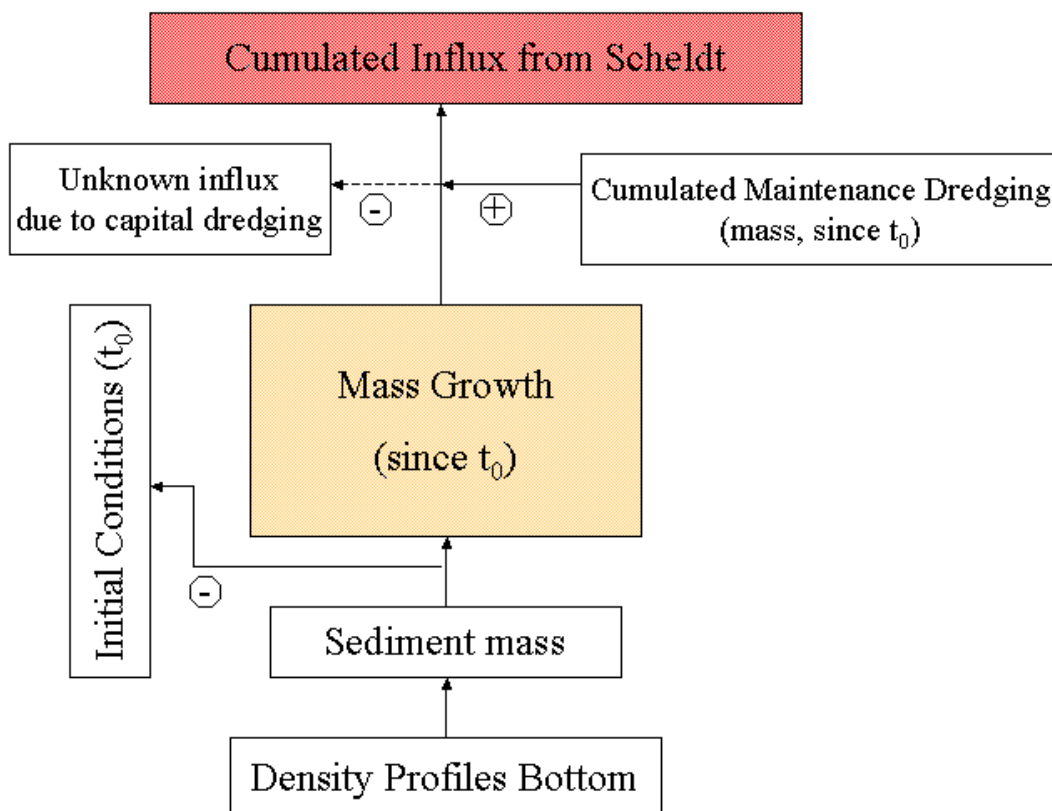 Cumulated Influx from Scheldt
Unknown influx
due to capital dredging
-
+
Cumulated Maintenance Dredging
(mass, since t₀)
Initial Conditions (t₀)
Mass Growth
(since t₀)
-
Sediment mass
Density Profiles Bottom